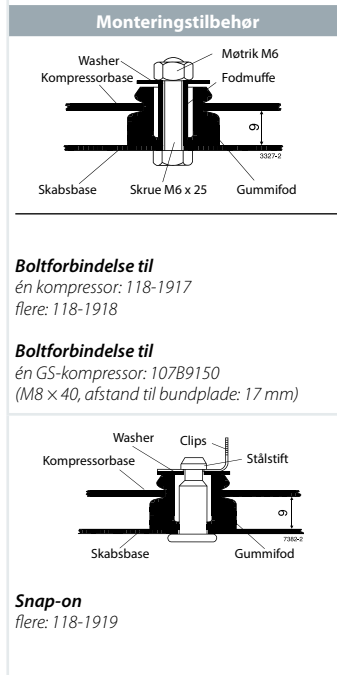 Monteringstilbehør
Møtrik M6
Washer
Kompressorbase
Fodmuffe
9
3327-2
Skabsbase
Skrue M6 x 25
Gummifod
Boltforbindelse til
én kompressor: 118-1917
flere: 118-1918
Boltforbindelse til
én GS-kompressor: 107B9150
(M8 × 40, afstand til bundplade: 17 mm)
Washer
Clips
Kompressorbase
Stålstift
9
7382-2
Skabsbase
Gummifod
Snap-on
flere: 118-1919